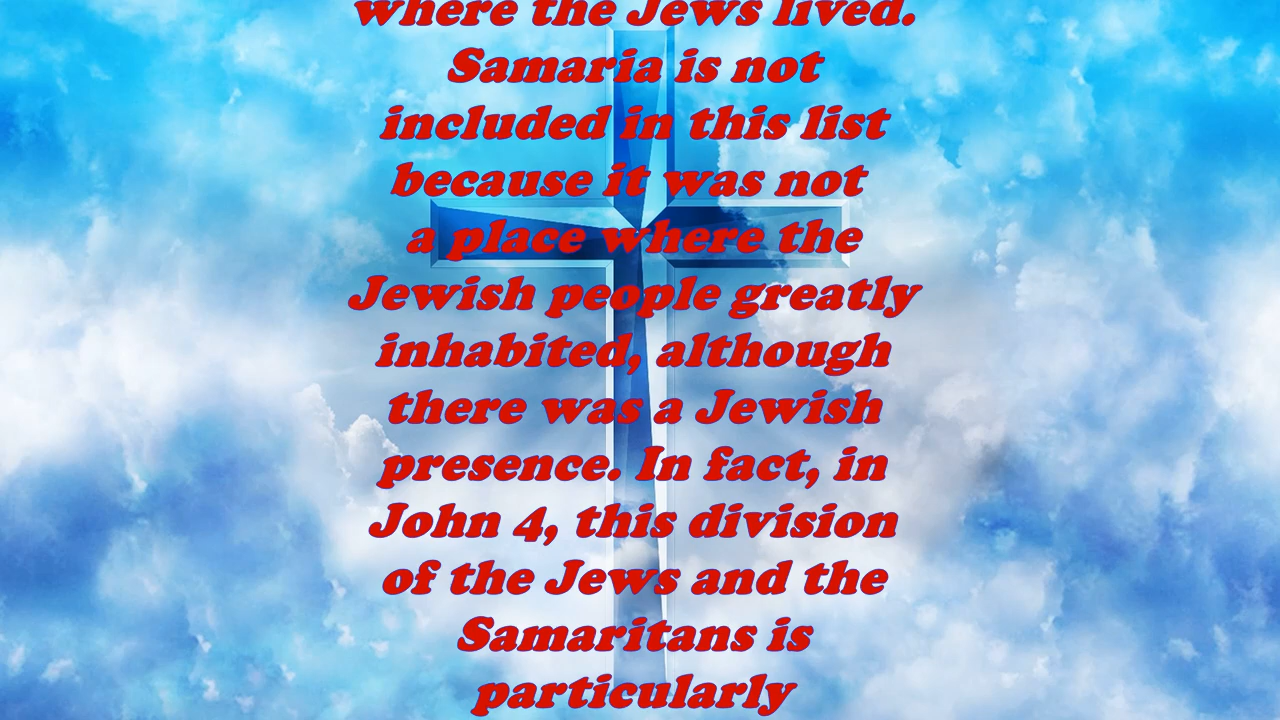 where the Jews lived.
Samaria is not
included in this list
because it was not
a place where the
Jewish people greatly
inhabited, although
there was a Jewish
presence. In fact, in
John 4, this division
of the Jews and the
Samaritans is
particularly